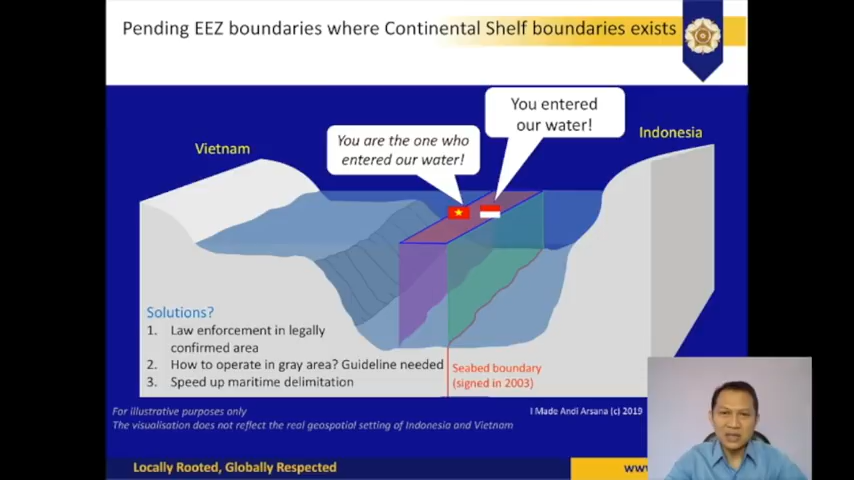 Pending EEZ boundaries where Continental Shelf boundaries exists
You entered
our water!
You are the one who
entered our water!
Vietnam
Indonesia
Solutions?
1. Law enforcement in legally
confirmed area
2. How to operate in gray area? Guideline needed
3. Speed up maritime delimitation
Seabed boundary
(signed in 2003)
For illustrative purposes only
The visualisation does not reflect the real geospatial setting of Indonesia and Vietnam
I Made Andi Arsana (c) 2019
Locally Rooted, Globally Respected